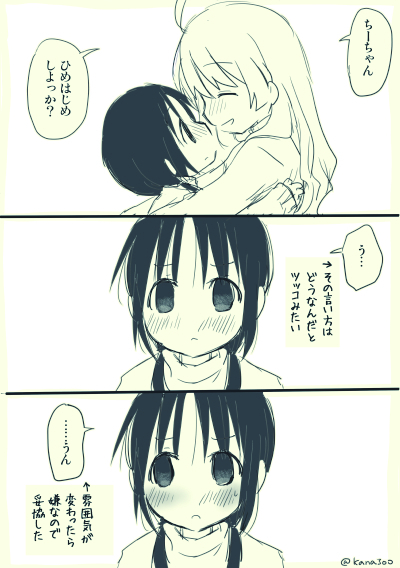 ちーちゃん
ひめはじめ
しよっか？
う…
↑その言い方は
どうなんだと
ツッコみたい
……うん
↑雰囲気が
変わったら
嫌なので
妥協した
@kana300